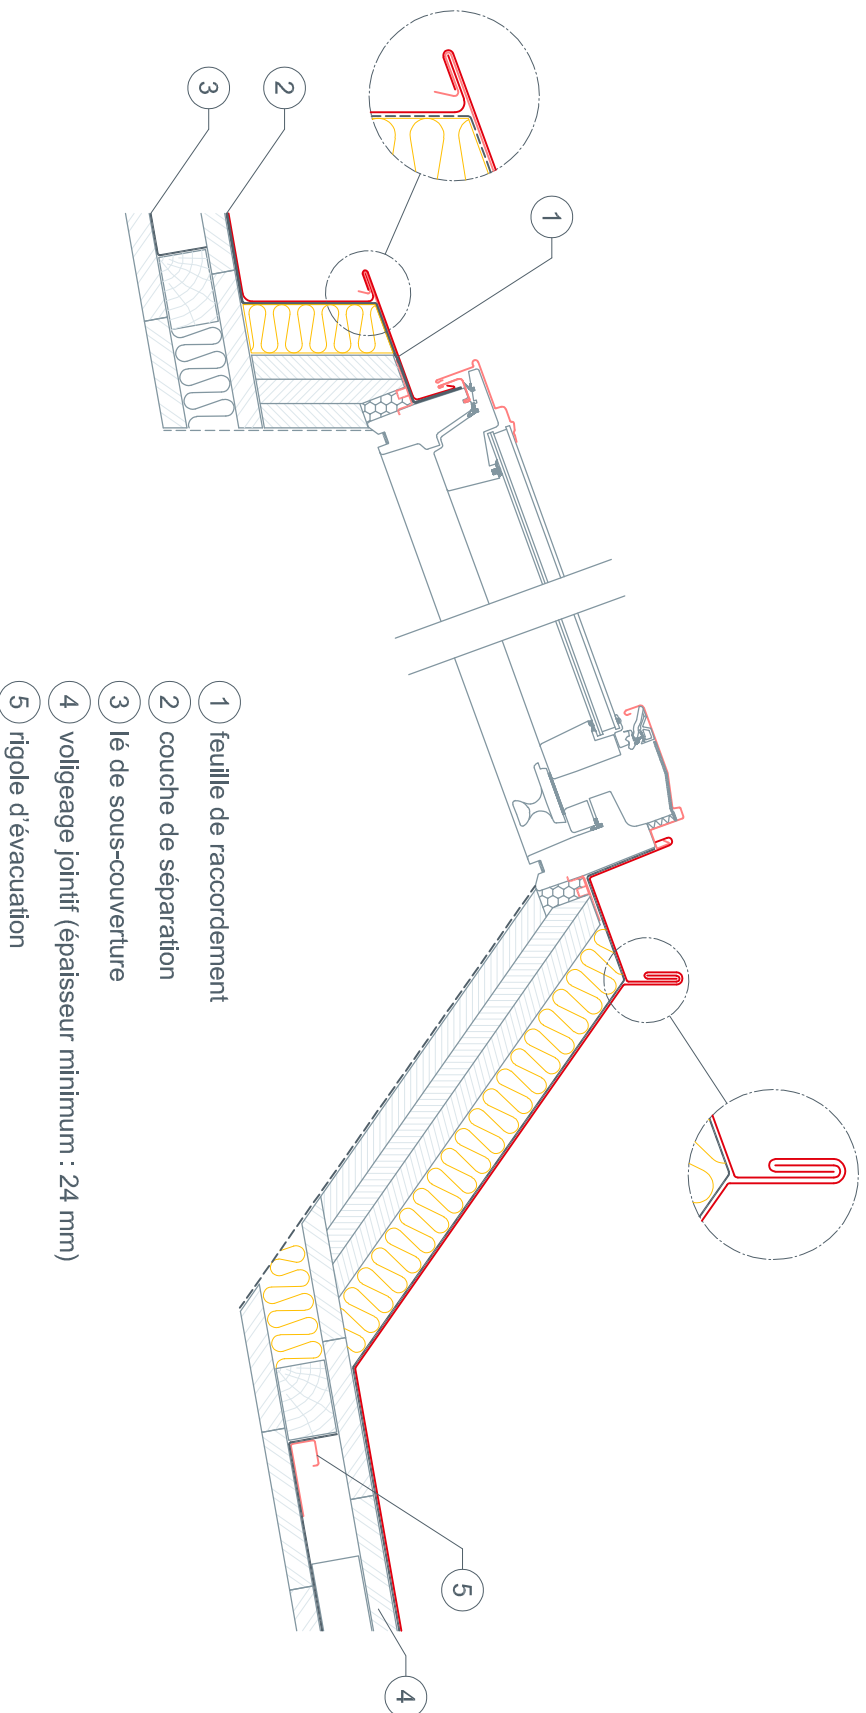 3
2
1
5
4
1 feuille de raccordement
2 couche de séparation
3 lé de sous-couverture
4 voligeage jointif (épaisseur minimum : 24 mm)
5 rigole d'évacuation